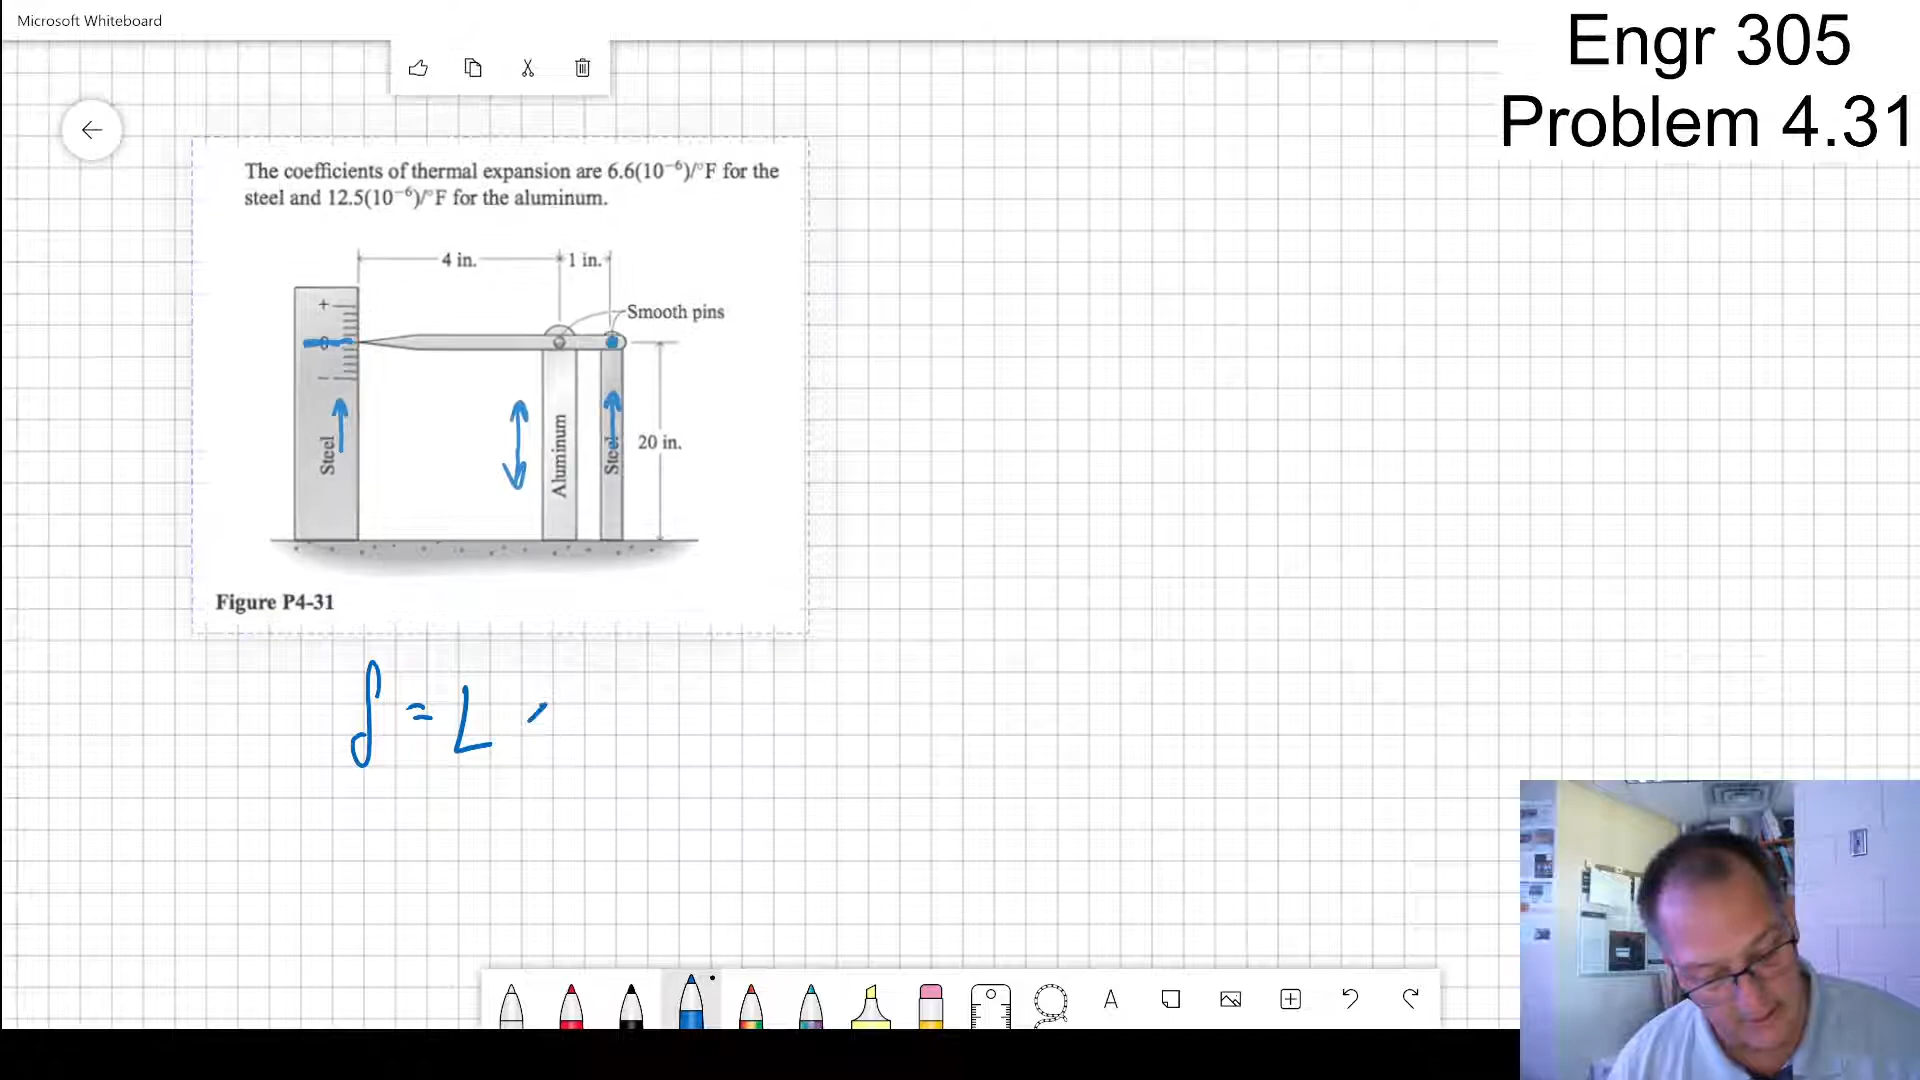 Microsoft Whiteboard
Engr 305
Problem 4.31
The coefficients of thermal expansion are 6.6(10⁻⁶)/°F for the
steel and 12.5(10⁻⁶)/°F for the aluminum.
4 in.
1 in.
Smooth pins
+
0
−
Steel
Aluminum
Steel
20 in.
Figure P4-31
δ = L
A